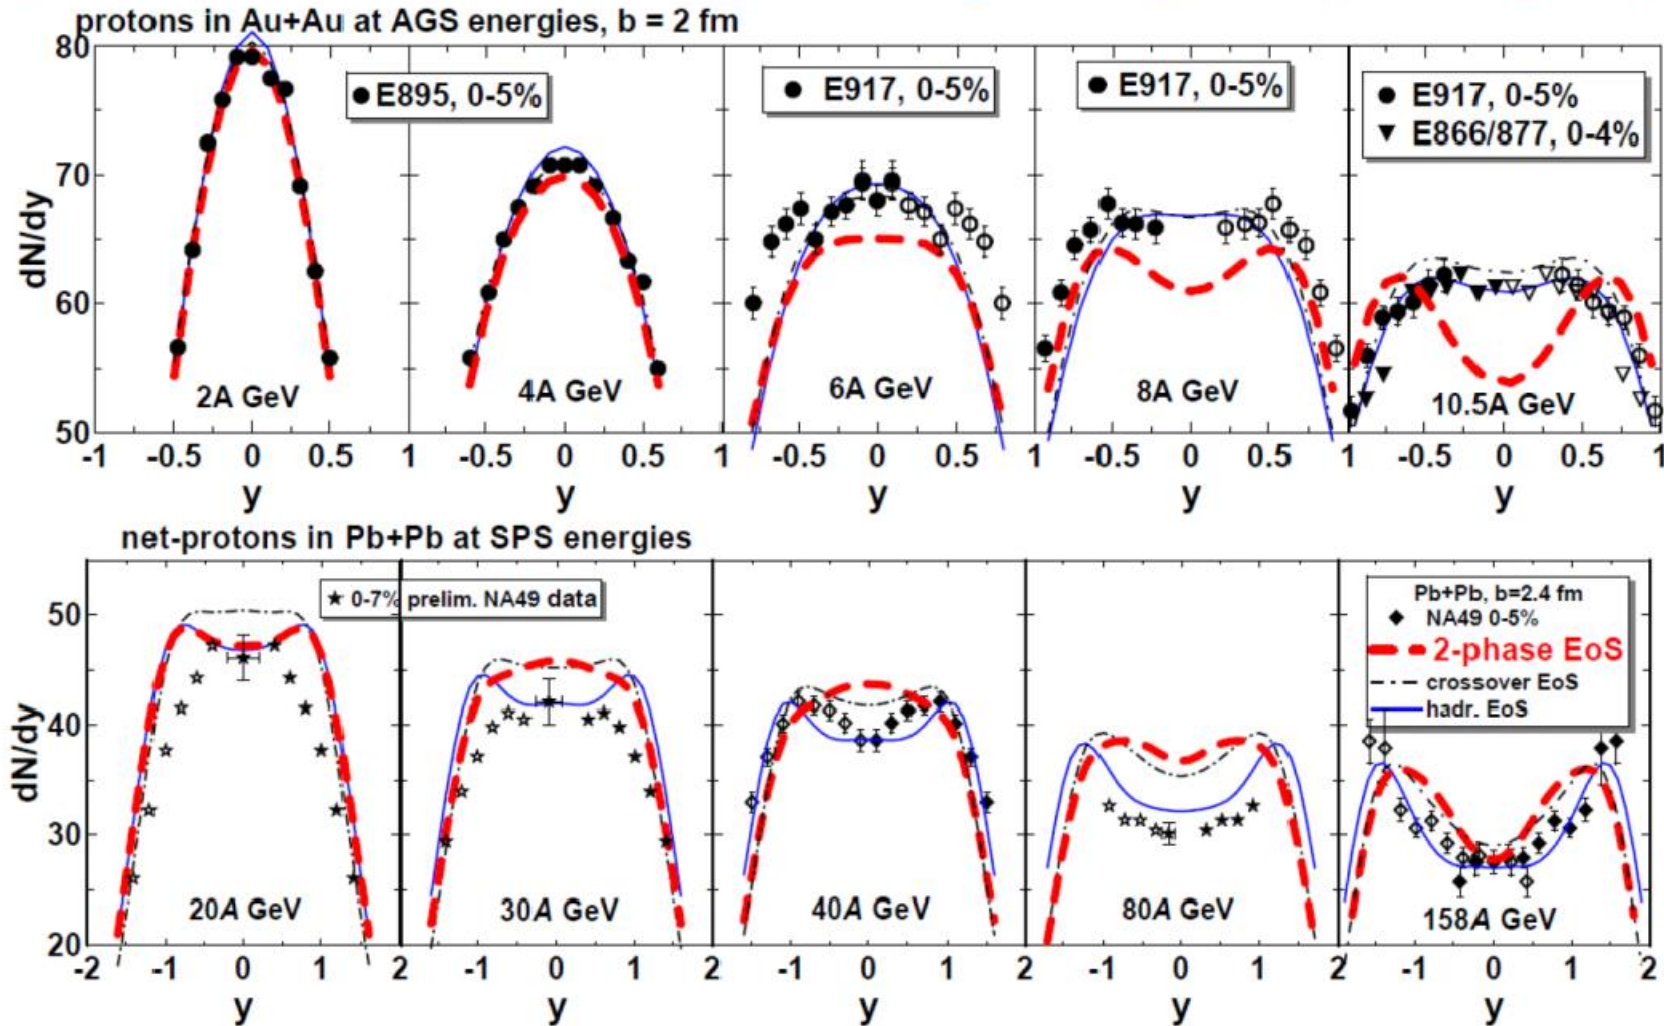 protons in Au+Au at AGS energies, b = 2 fm
80
70
60
50
dN/dy
E895, 0-5%
E917, 0-5%
E917, 0-5%
E917, 0-5%
E866/877, 0-4%
2A GeV
4A GeV
6A GeV
8A GeV
10.5A GeV
-1 -0.5 0 0.5 1 -0.5 0 0.5 1 -0.5 0 0.5 1 -0.5 0 0.5 1 -0.5 0 0.5 1
y y y y y
net-protons in Pb+Pb at SPS energies
50
40
30
20
dN/dy
0-7% prelim. NA49 data
Pb+Pb, b=2.4 fm
NA49 0-5%
2-phase EoS
crossover EoS
hadr. EoS
20A GeV
30A GeV
40A GeV
80A GeV
158A GeV
-2 -1 0 1 2 -1 0 1 2 -1 0 1 2 -1 0 1 2 -1 0 1 2
y y y y y